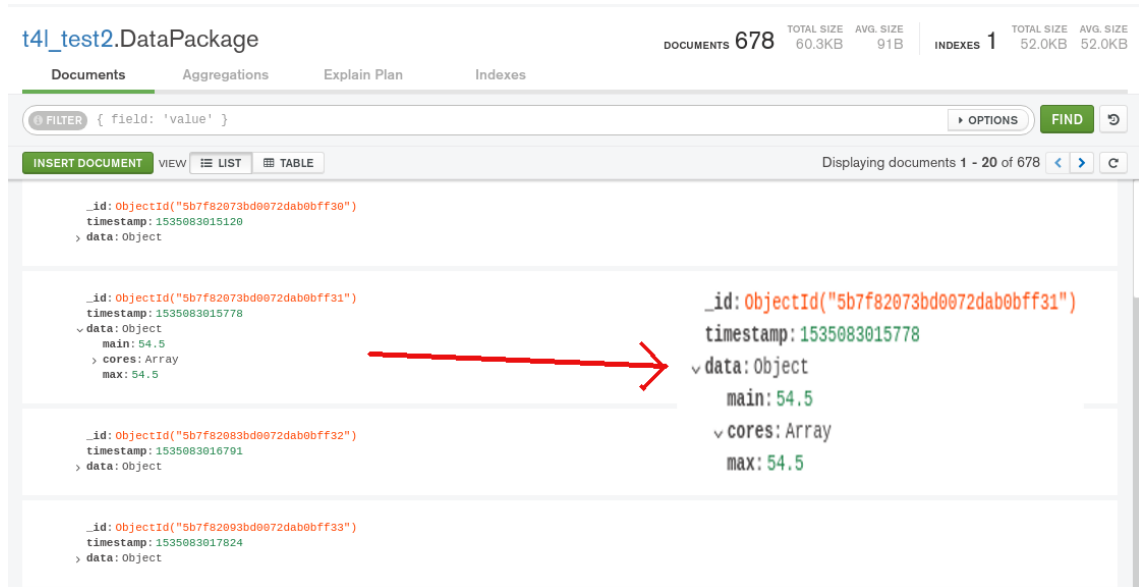 t4l_test2.DataPackage
DOCUMENTS 678 TOTAL SIZE 60.3KB AVG. SIZE 91B INDEXES 1 TOTAL SIZE 52.0KB AVG. SIZE 52.0KB
Documents Aggregations Explain Plan Indexes
FILTER { field: 'value' } OPTIONS FIND
INSERT DOCUMENT VIEW LIST TABLE Displaying documents 1 - 20 of 678
_id: ObjectId("5b7f82073bd0072dab0bff30")
timestamp: 1535083015120
data: Object
_id: ObjectId("5b7f82073bd0072dab0bff31")
timestamp: 1535083015778
data: Object
main: 54.5
cores: Array
max: 54.5
_id: ObjectId("5b7f82073bd0072dab0bff31")
timestamp: 1535083015778
data: Object
main: 54.5
cores: Array
max: 54.5
_id: ObjectId("5b7f82083bd0072dab0bff32")
timestamp: 1535083016791
data: Object
_id: ObjectId("5b7f82093bd0072dab0bff33")
timestamp: 1535083017824
data: Object